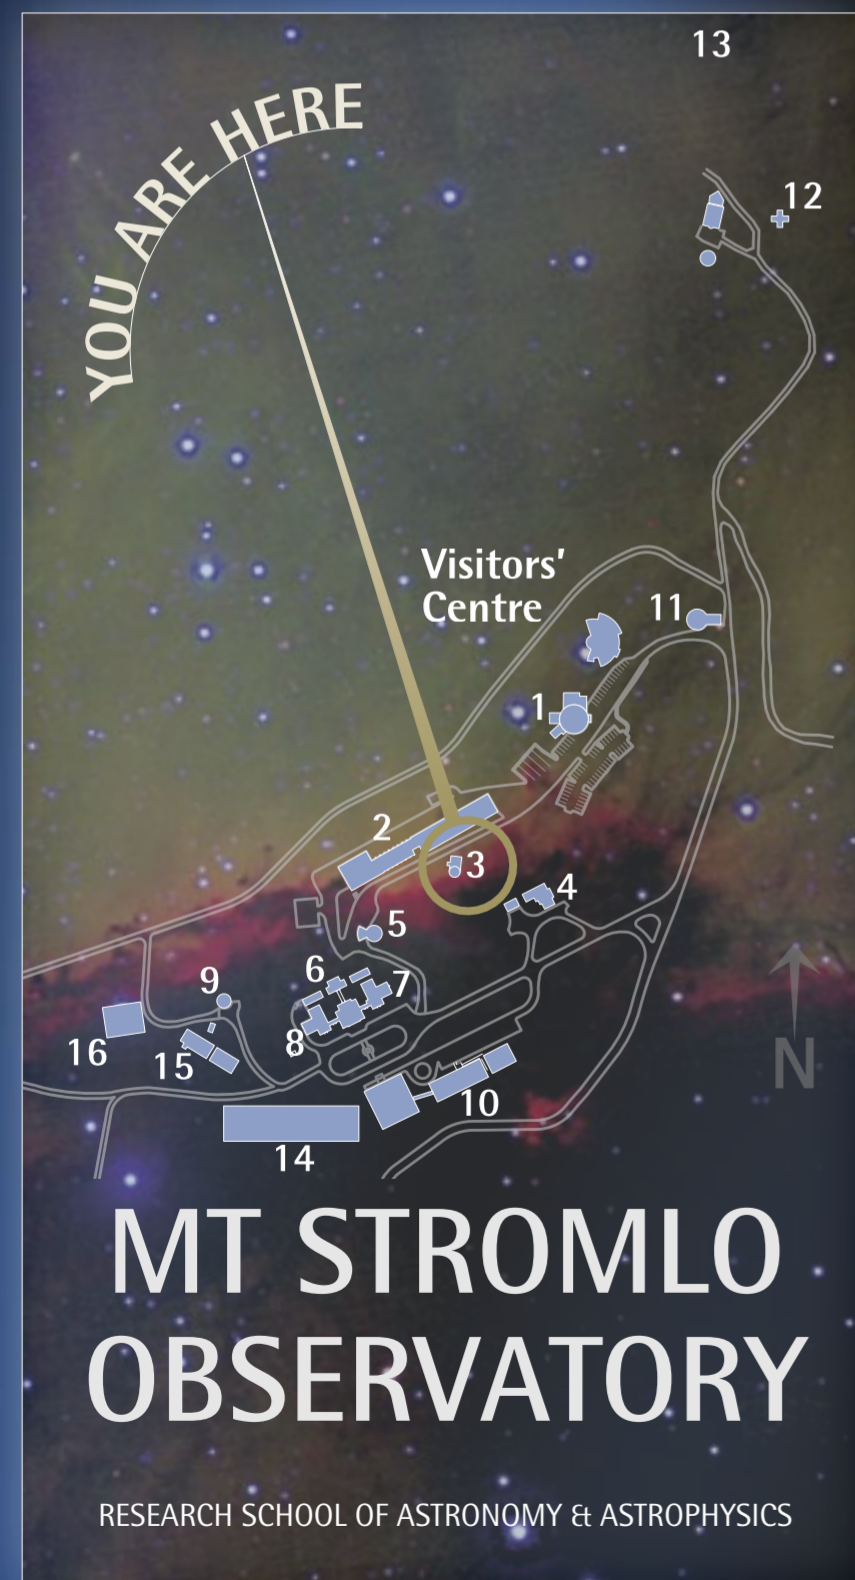 13
YOU ARE HERE
12
Visitors’
Centre
11
1
2
3
4
5
6
7
9
8
16
15
10
N
14
MT STROMLO
OBSERVATORY
RESEARCH SCHOOL OF ASTRONOMY & ASTROPHYSICS